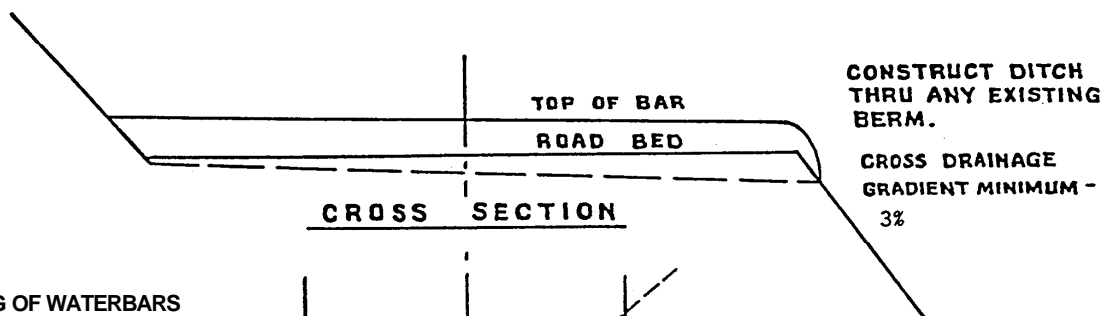 CONSTRUCT DITCH
THRU ANY EXISTING
BERM.
TOP OF BAR
ROAD BED
CROSS DRAINAGE
GRADIENT MINIMUM -
3%
CROSS SECTION
G OF WATERBARS